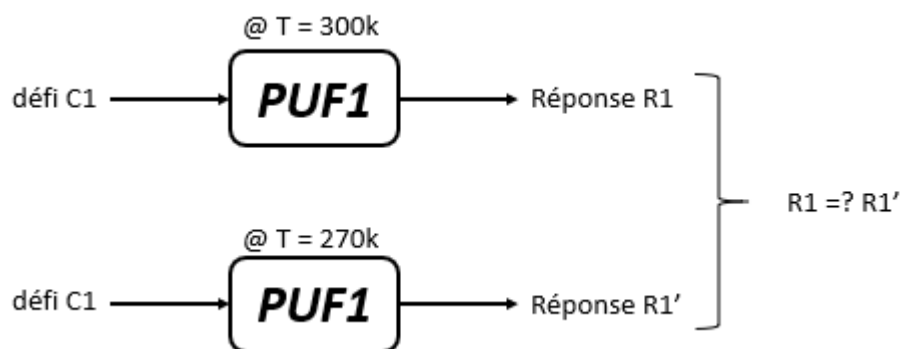 @ T = 300k
défi C1
PUF1
Réponse R1
R1 =? R1’
@ T = 270k
défi C1
PUF1
Réponse R1’